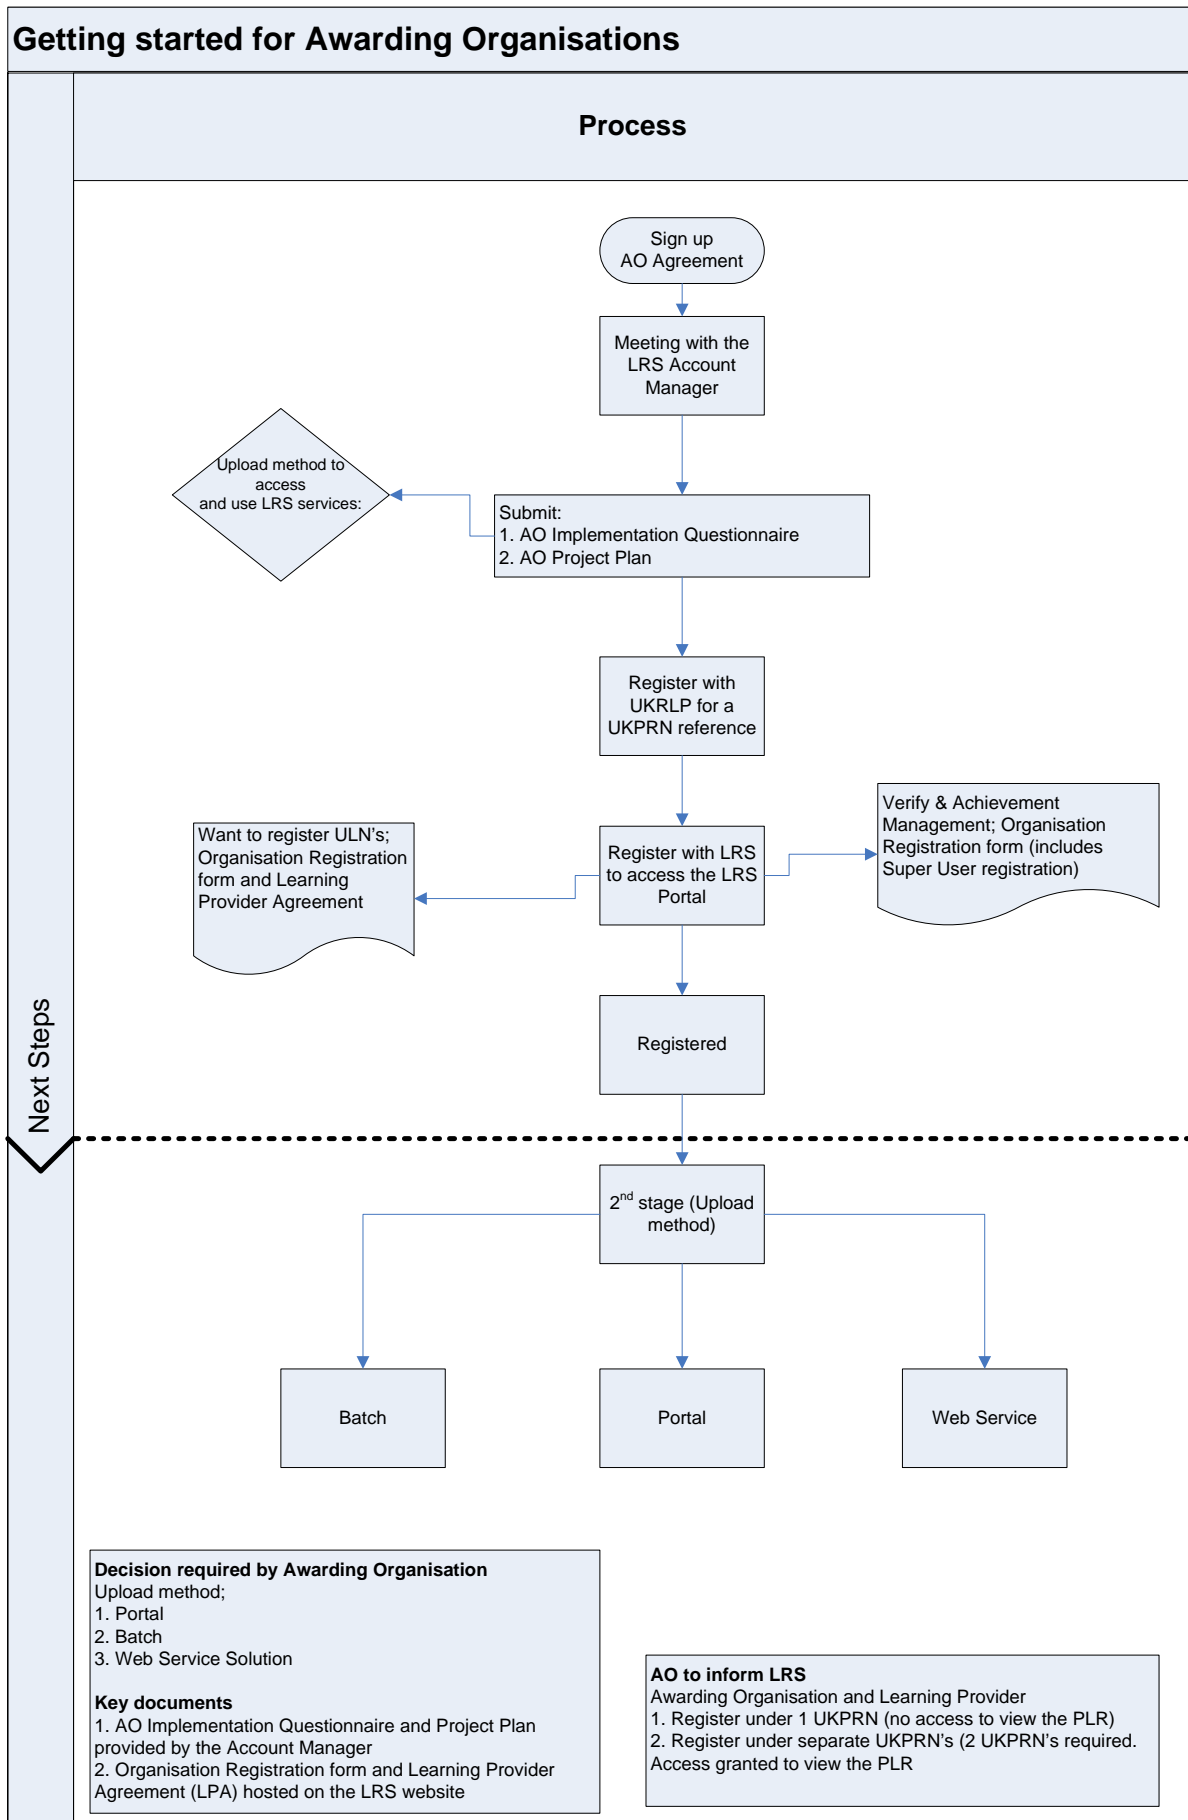 Getting started for Awarding Organisations
Process
Sign up
AO Agreement
Meeting with the
LRS Account
Manager
Upload method to
access
and use LRS services:
Submit:
1. AO Implementation Questionnaire
2. AO Project Plan
Register with
UKRLP for a
UKPRN reference
Want to register ULN's;
Organisation Registration
form and Learning
Provider Agreement
Register with LRS
to access the LRS
Portal
Verify & Achievement
Management; Organisation
Registration form (includes
Super User registration)
Registered
Next Steps
2nd stage (Upload
method)
Batch
Portal
Web Service
Decision required by Awarding Organisation
Upload method;
1. Portal
2. Batch
3. Web Service Solution
Key documents
1. AO Implementation Questionnaire and Project Plan
provided by the Account Manager
2. Organisation Registration form and Learning Provider
Agreement (LPA) hosted on the LRS website
AO to inform LRS
Awarding Organisation and Learning Provider
1. Register under 1 UKPRN (no access to view the PLR)
2. Register under separate UKPRN's (2 UKPRN's required.
Access granted to view the PLR